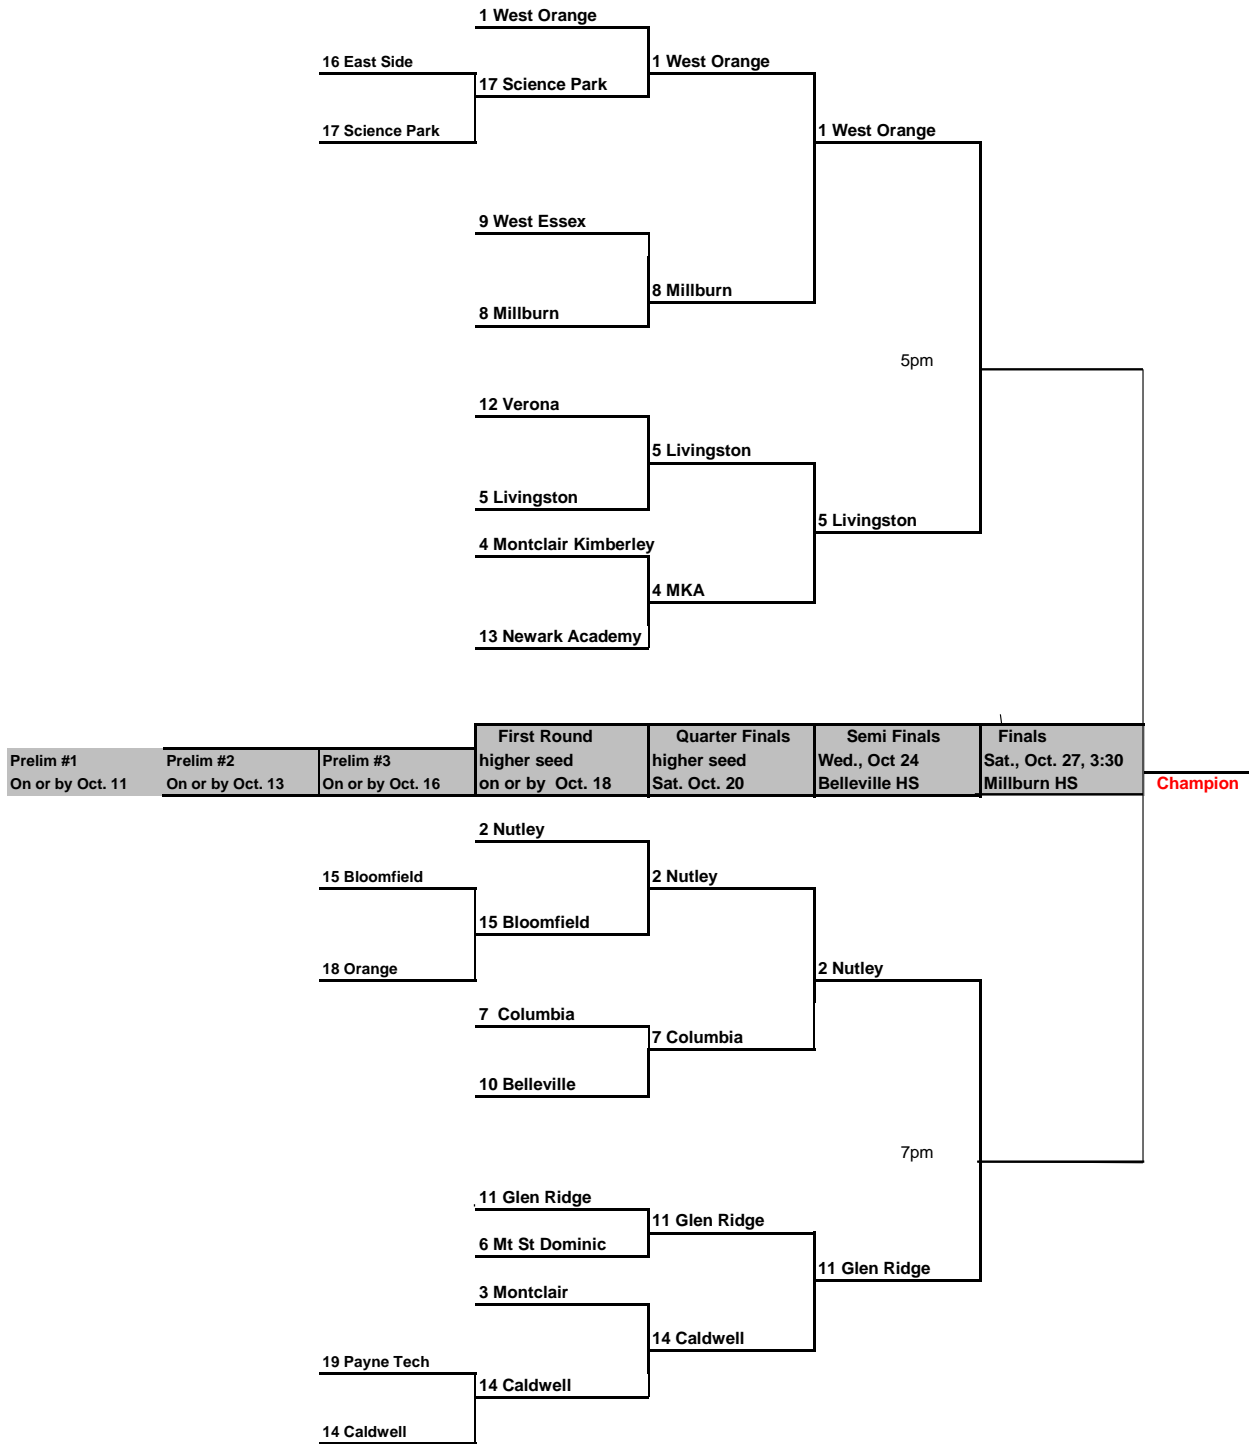 1 West Orange
16 East Side
1 West Orange
17 Science Park
17 Science Park
1 West Orange
9 West Essex
8 Millburn
8 Millburn
5pm
12 Verona
5 Livingston
5 Livingston
5 Livingston
4 Montclair Kimberley
4 MKA
13 Newark Academy
Prelim #1
On or by Oct. 11
Prelim #2
On or by Oct. 13
Prelim #3
On or by Oct. 16
First Round
higher seed
on or by Oct. 18
Quarter Finals
higher seed
Sat. Oct. 20
Semi Finals
Wed., Oct 24
Belleville HS
Finals
Sat., Oct. 27, 3:30
Millburn HS
Champion
2 Nutley
15 Bloomfield
2 Nutley
15 Bloomfield
18 Orange
2 Nutley
7 Columbia
7 Columbia
10 Belleville
7pm
11 Glen Ridge
11 Glen Ridge
6 Mt St Dominic
11 Glen Ridge
3 Montclair
14 Caldwell
19 Payne Tech
14 Caldwell
14 Caldwell